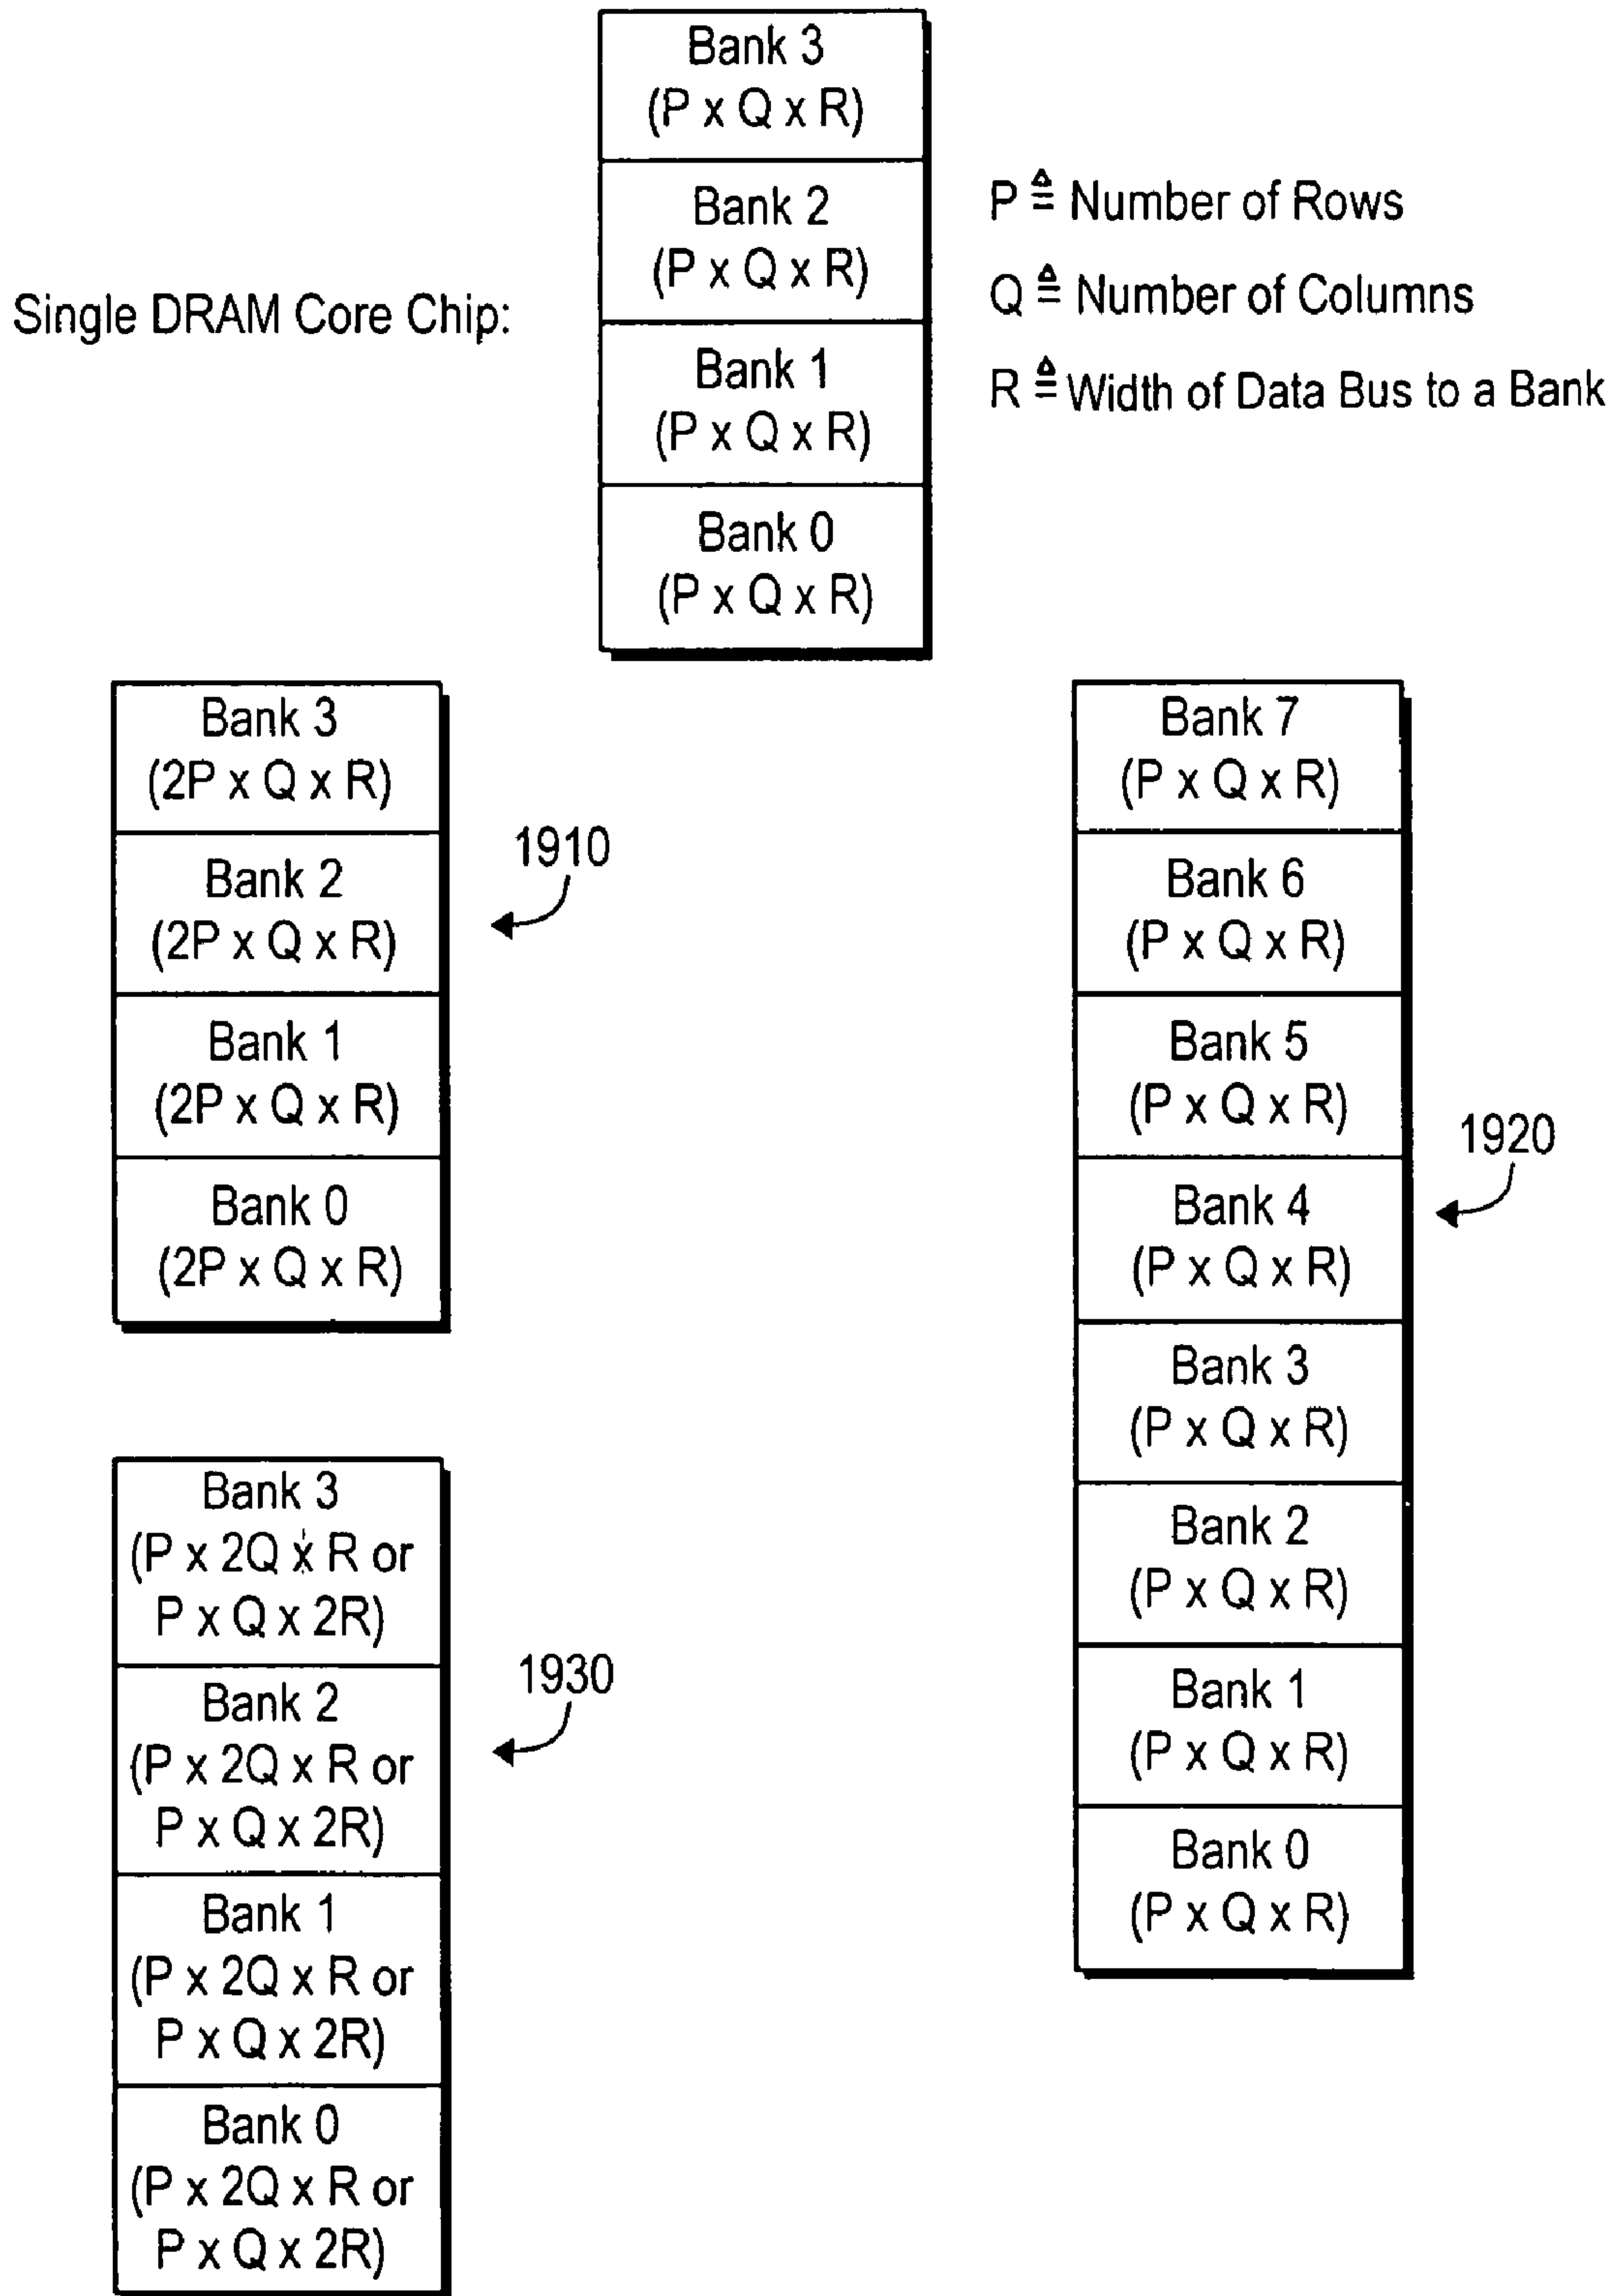 Bank 3
(P x Q x R)
Bank 2
(P x Q x R)
Bank 1
(P x Q x R)
Bank 0
(P x Q x R)
Single DRAM Core Chip:
P ≜ Number of Rows
Q ≜ Number of Columns
R ≜ Width of Data Bus to a Bank
Bank 3
(2P x Q x R)
Bank 2
(2P x Q x R)
Bank 1
(2P x Q x R)
Bank 0
(2P x Q x R)
1910
Bank 7
(P x Q x R)
Bank 6
(P x Q x R)
Bank 5
(P x Q x R)
Bank 4
(P x Q x R)
Bank 3
(P x Q x R)
Bank 2
(P x Q x R)
Bank 1
(P x Q x R)
Bank 0
(P x Q x R)
1920
Bank 3
(P x 2Q x R or
P x Q x 2R)
Bank 2
(P x 2Q x R or
P x Q x 2R)
Bank 1
(P x 2Q x R or
P x Q x 2R)
Bank 0
(P x 2Q x R or
P x Q x 2R)
1930